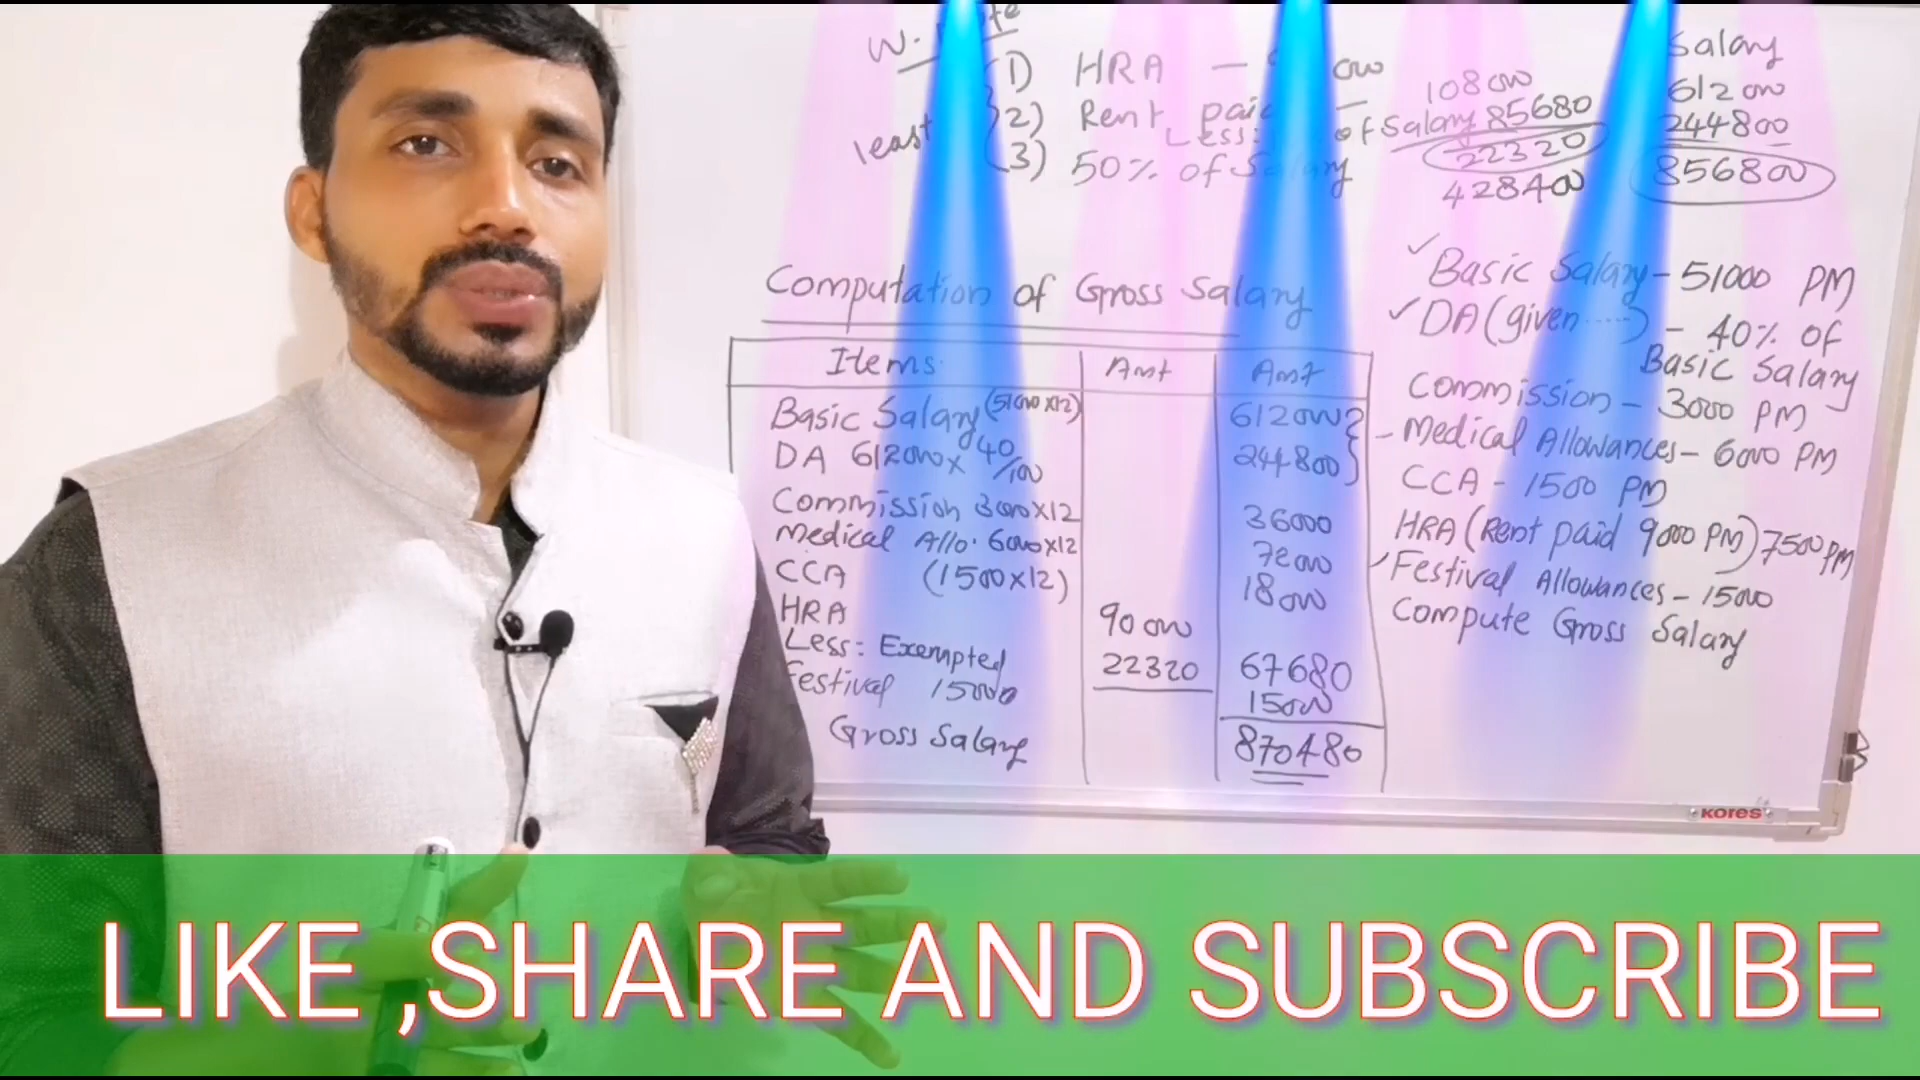 W. Note
1) HRA - 000
2) Rent paid - 108000
Less: of Salary 85680
22320
least
3) 50% of Salary 428400
Salary
612000
244800
856800
Computation of Gross Salary
Items Amt Amt
Basic Salary (51000x12) 612000
DA 612000x 40/100 244800
Commission 3000x12 36000
Medical Allo. 6000x12 72000
CCA (1500x12) 18000
HRA 90000
Less: Exempted 22320 67680
Festival 15000 15000
Gross Salary 870480
Basic Salary - 51000 PM
DA (given .....) - 40% of
Basic Salary
Commission - 3000 PM
Medical Allowances - 6000 PM
CCA - 1500 PM
HRA (Rent paid 9000 PM) 7500 PM
Festival Allowances - 15000
Compute Gross Salary
KORES
LIKE ,SHARE AND SUBSCRIBE